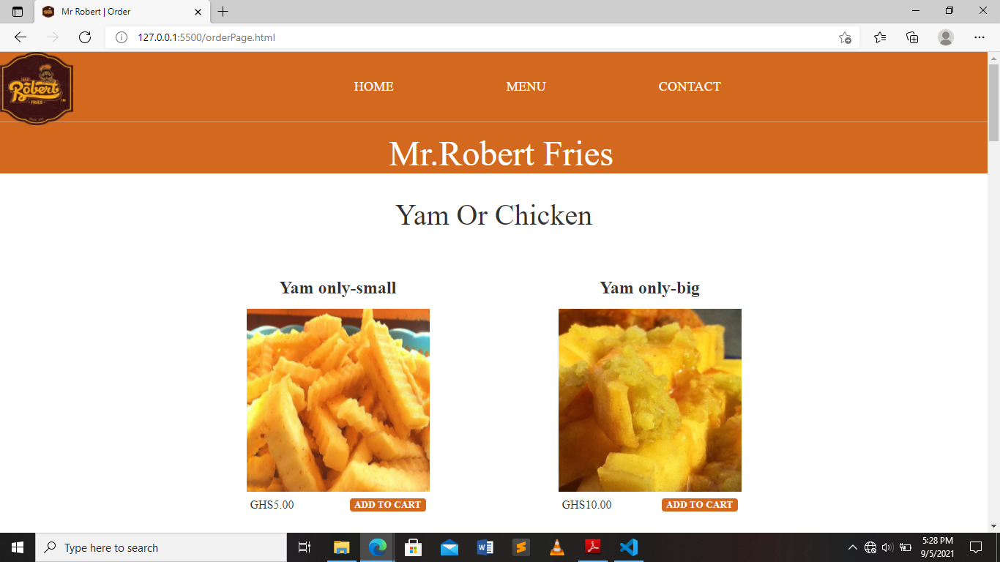 Mr Robert | Order
127.0.0.1:5500/orderPage.html
Robert
FRIES
HOME
MENU
CONTACT
Mr.Robert Fries
Yam Or Chicken
Yam only-small
Yam only-big
GHS5.00
ADD TO CART
GHS10.00
ADD TO CART
Type here to search
5:28 PM
9/5/2021